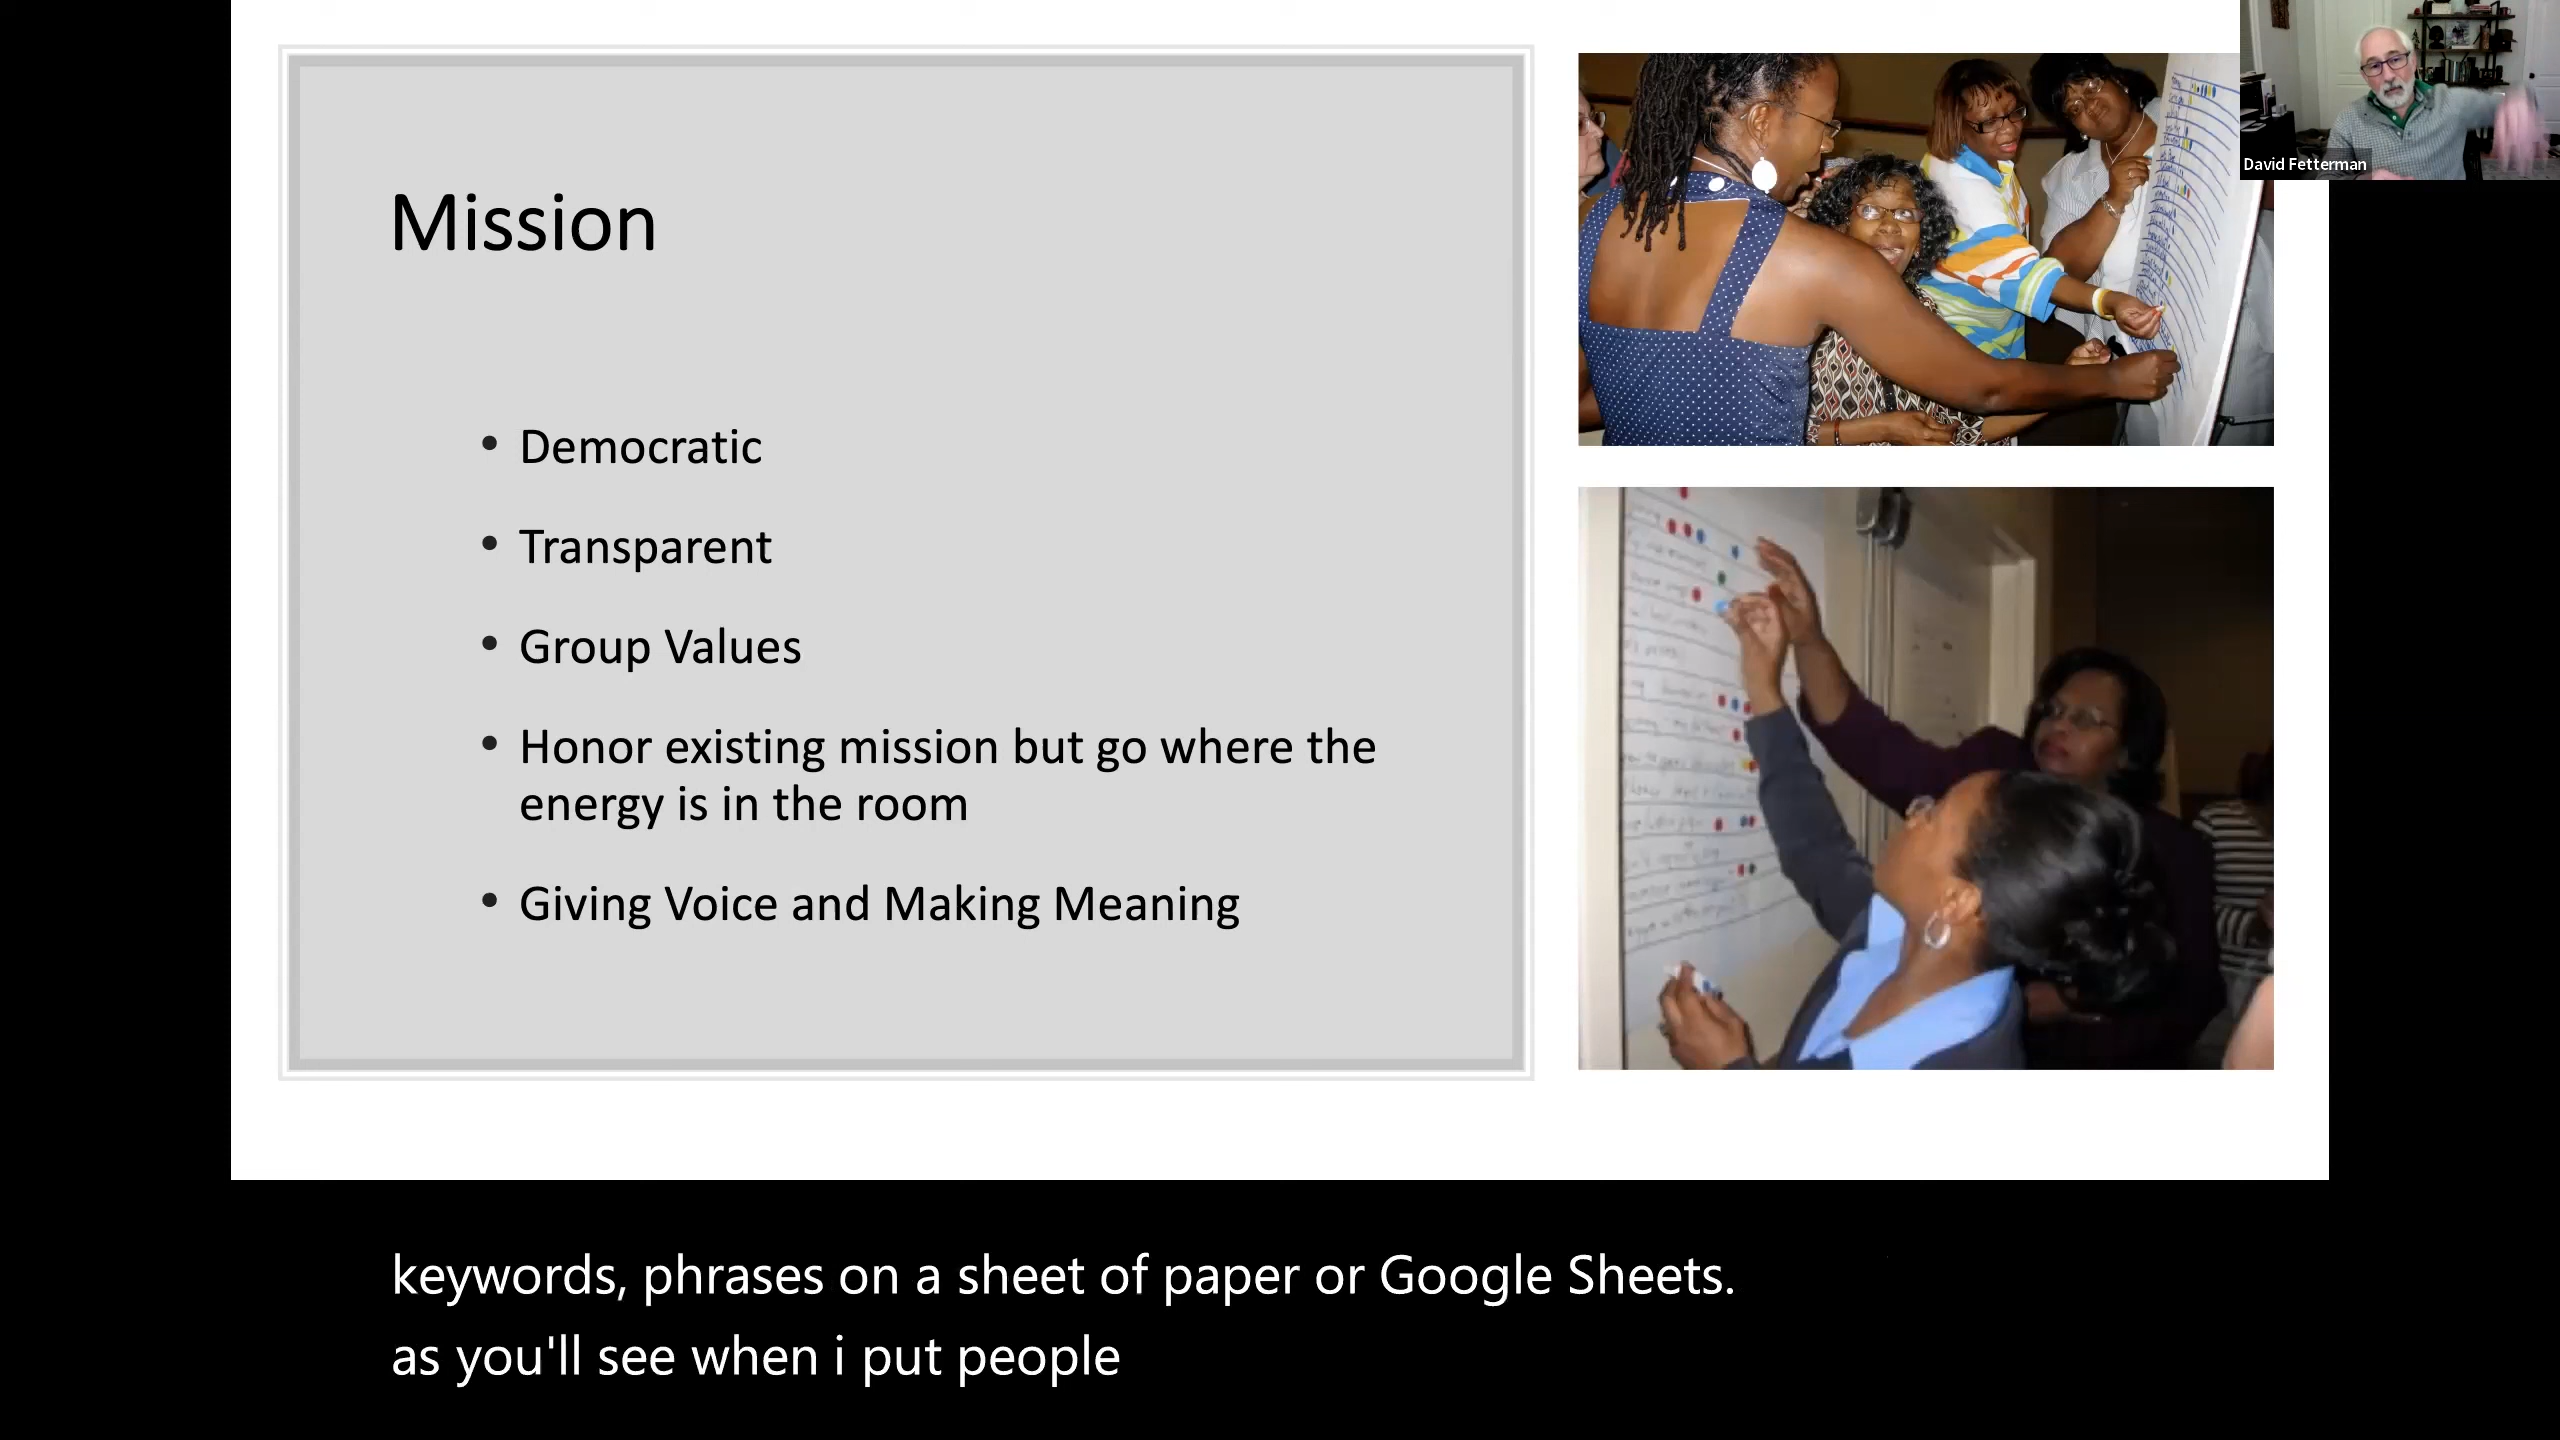 Mission
David Fetterman
• Democratic
• Transparent
• Group Values
• Honor existing mission but go where the
energy is in the room
• Giving Voice and Making Meaning
keywords, phrases on a sheet of paper or Google Sheets.
as you'll see when i put people